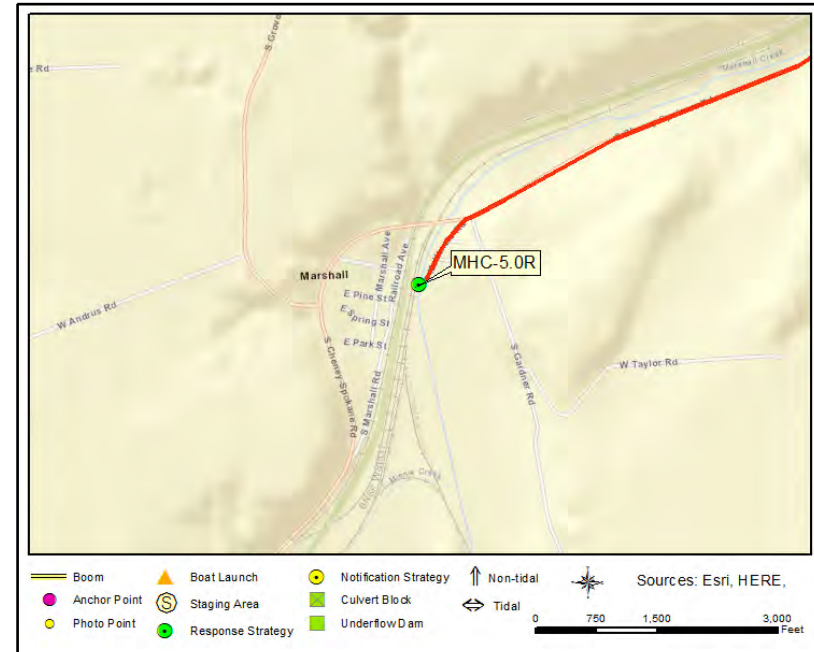 S Grove
Marshall Creek
MHC-5.0R
Marshall
Marshall Ave
Railroad Ave
E Pine St
E Spring St
E Park St
W Andrus Rd
S Cheney-Spokane Rd
S Marshall Rd
S Gardner Rd
W Taylor Rd
Minnie Creek
Boom
Boat Launch
Notification Strategy
Non-tidal
Sources: Esri, HERE,
Anchor Point
Staging Area
S
Culvert Block
Tidal
Photo Point
Response Strategy
Underflow Dam
0 750 1,500 3,000
Feet